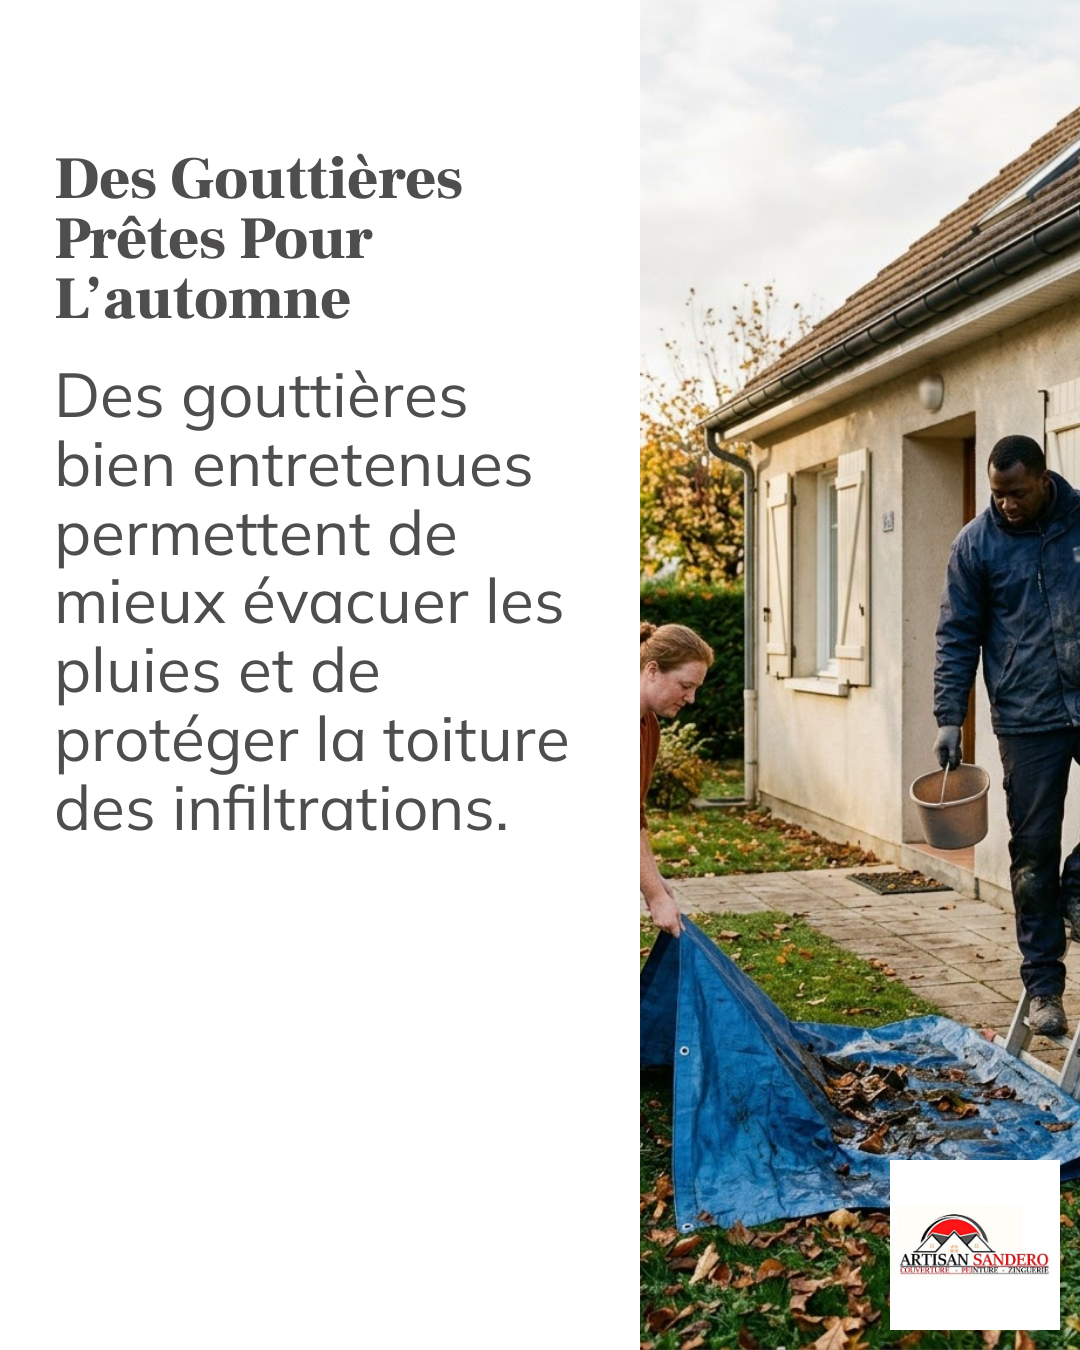 Des Gouttières
Prêtes Pour
L’automne
Des gouttières
bien entretenues
permettent de
mieux évacuer les
pluies et de
protéger la toiture
des infiltrations.
ARTISAN SANDERO
COUVERTURE - PEINTURE - ZINGUERIE